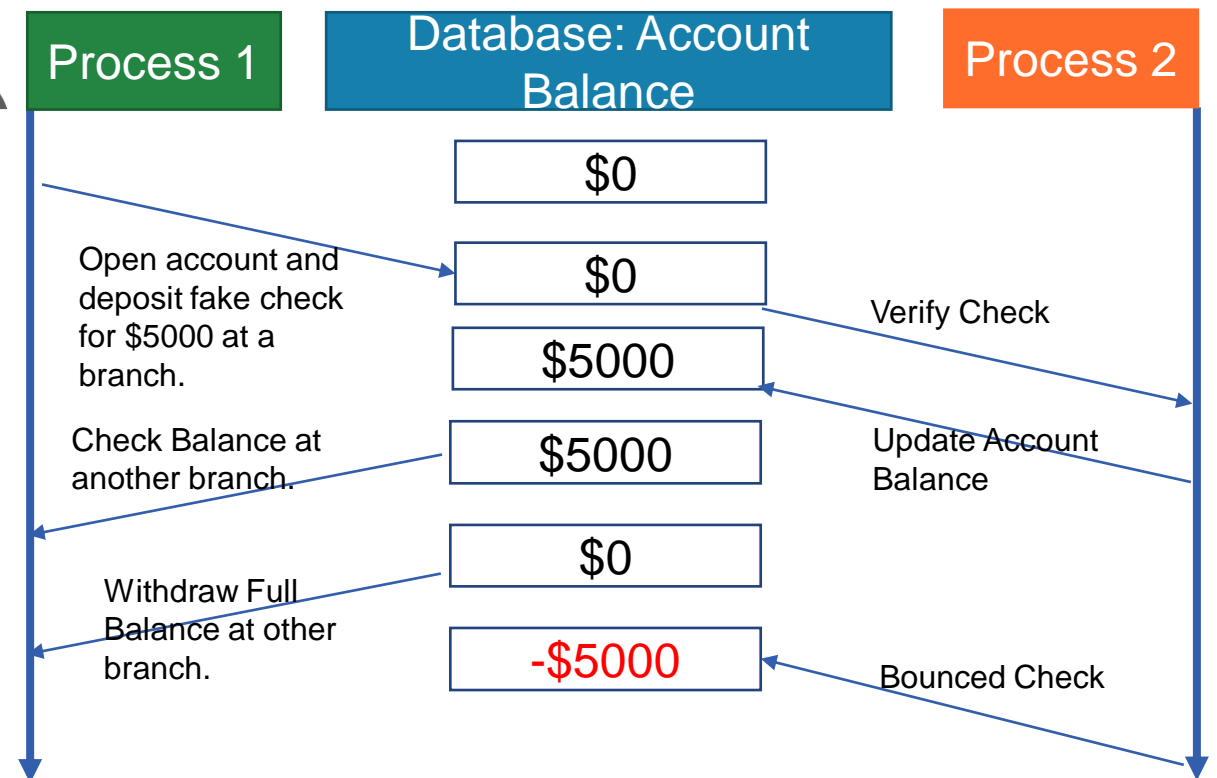 Process 1
Database: Account
Balance
Process 2
$0
Open account and
deposit fake check
for $5000 at a
branch.
$0
Verify Check
$5000
Check Balance at
another branch.
$5000
Update Account
Balance
$0
Withdraw Full
Balance at other
branch.
-$5000
Bounced Check